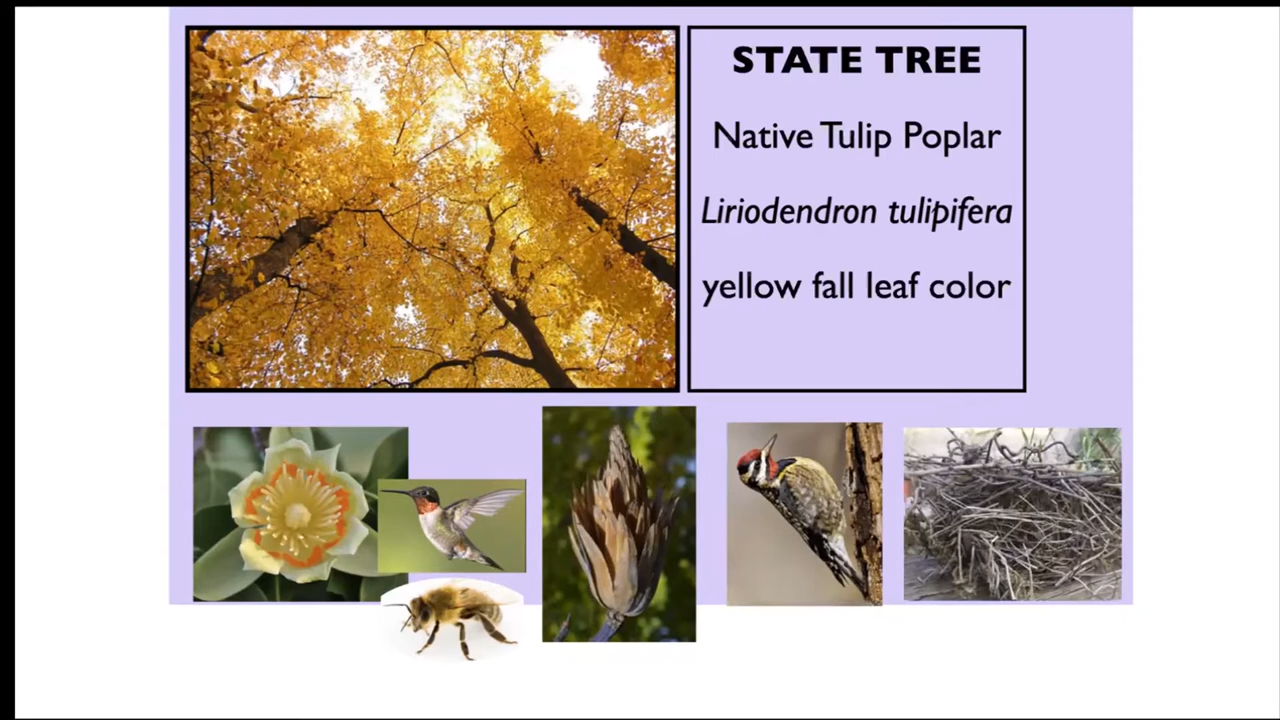 STATE TREE
Native Tulip Poplar
Liriodendron tulipifera
yellow fall leaf color